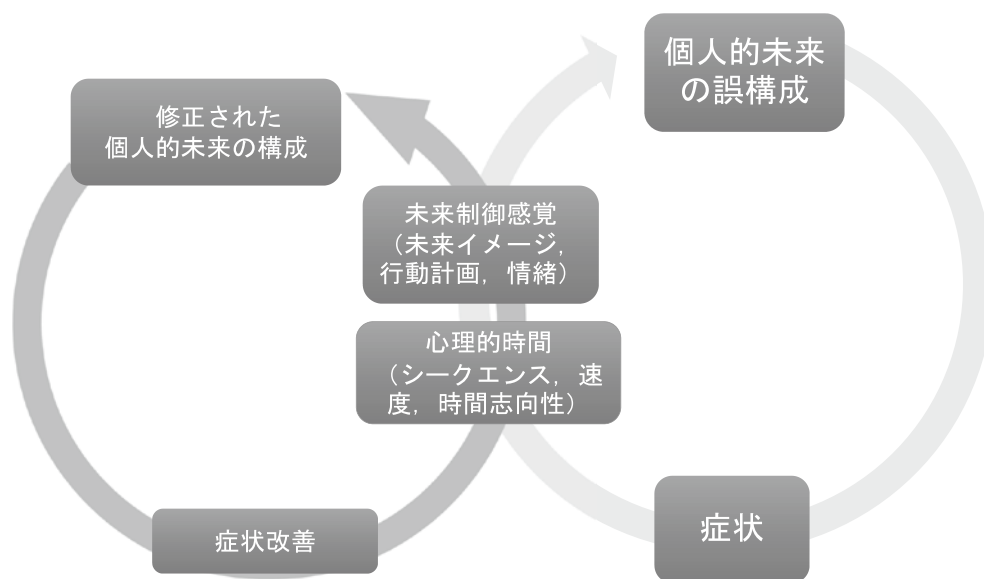 個人的未来
の誤構成
修正された
個人的未来の構成
未来制御感覚
（未来イメージ，
行動計画，情緒）
心理的時間
（シークエンス，速
度，時間志向性）
症状
症状改善